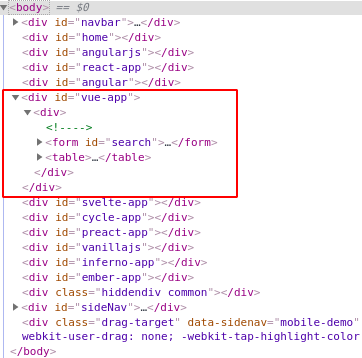 <body> == $0
<div id="navbar">…</div>
<div id="home"></div>
<div id="angularjs"></div>
<div id="react-app"></div>
<div id="angular"></div>
<div id="vue-app">
<div>
<!---->
<form id="search">…</form>
<table>…</table>
</div>
</div>
<div id="svelte-app"></div>
<div id="cycle-app"></div>
<div id="preact-app"></div>
<div id="vanillajs"></div>
<div id="inferno-app"></div>
<div id="ember-app"></div>
<div class="hiddendiv common"></div>
<div id="sideNav">…</div>
<div class="drag-target" data-sidenav="mobile-demo"
webkit-user-drag: none; -webkit-tap-highlight-color
</body>